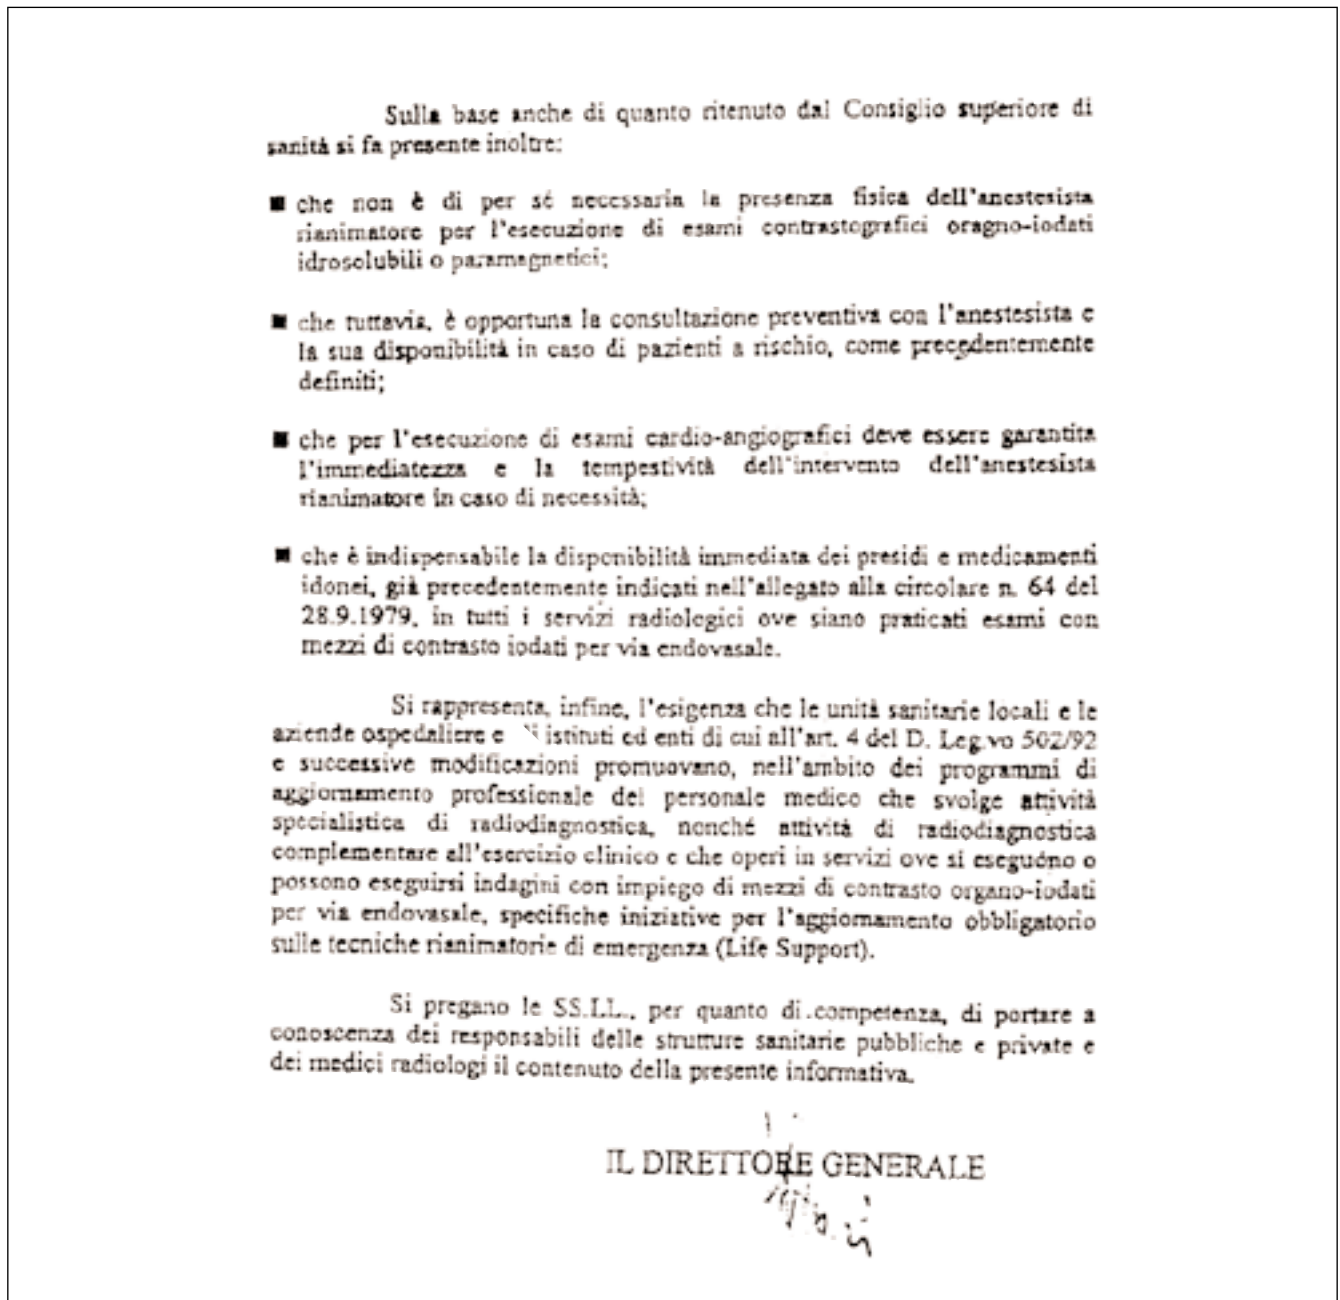 Sulla base anche di quanto ritenuto dal Consiglio superiore di
sanità si fa presente inoltre:
■ che non è di per sé necessaria la presenza fisica dell'anestesista
rianimatore per l'esecuzione di esami contrastografici oragno-iodati
idrosolubili o paramagnetici;
■ che tuttavia, è opportuna la consultazione preventiva con l'anestesista e
la sua disponibilità in caso di pazienti a rischio, come precedentemente
definiti;
■ che per l'esecuzione di esami cardio-angiografici deve essere garantita
l'immediatezza e la tempestività dell'intervento dell'anestesista
rianimatore in caso di necessità;
■ che è indispensabile la disponibilità immediata dei presidi e medicamenti
idonei, già precedentemente indicati nell'allegato alla circolare n. 64 del
28.9.1979, in tutti i servizi radiologici ove siano praticati esami con
mezzi di contrasto iodati per via endovasale.
Si rappresenta, infine, l'esigenza che le unità sanitarie locali e le
aziende ospedaliere e istituti ed enti di cui all'art. 4 del D. Leg.vo 502/92
e successive modificazioni promuovano, nell'ambito dei programmi di
aggiornamento professionale del personale medico che svolge attività
specialistica di radiodiagnostica, nonché attività di radiodiagnostica
complementare all'esercizio clinico e che operi in servizi ove si eseguono o
possono eseguirsi indagini con impiego di mezzi di contrasto organo-iodati
per via endovasale, specifiche iniziative per l'aggiornamento obbligatorio
sulle tecniche rianimatorie di emergenza (Life Support).
Si pregano le SS.LL., per quanto di competenza, di portare a
conoscenza dei responsabili delle strutture sanitarie pubbliche e private e
dei medici radiologi il contenuto della presente informativa.
IL DIRETTORE GENERALE